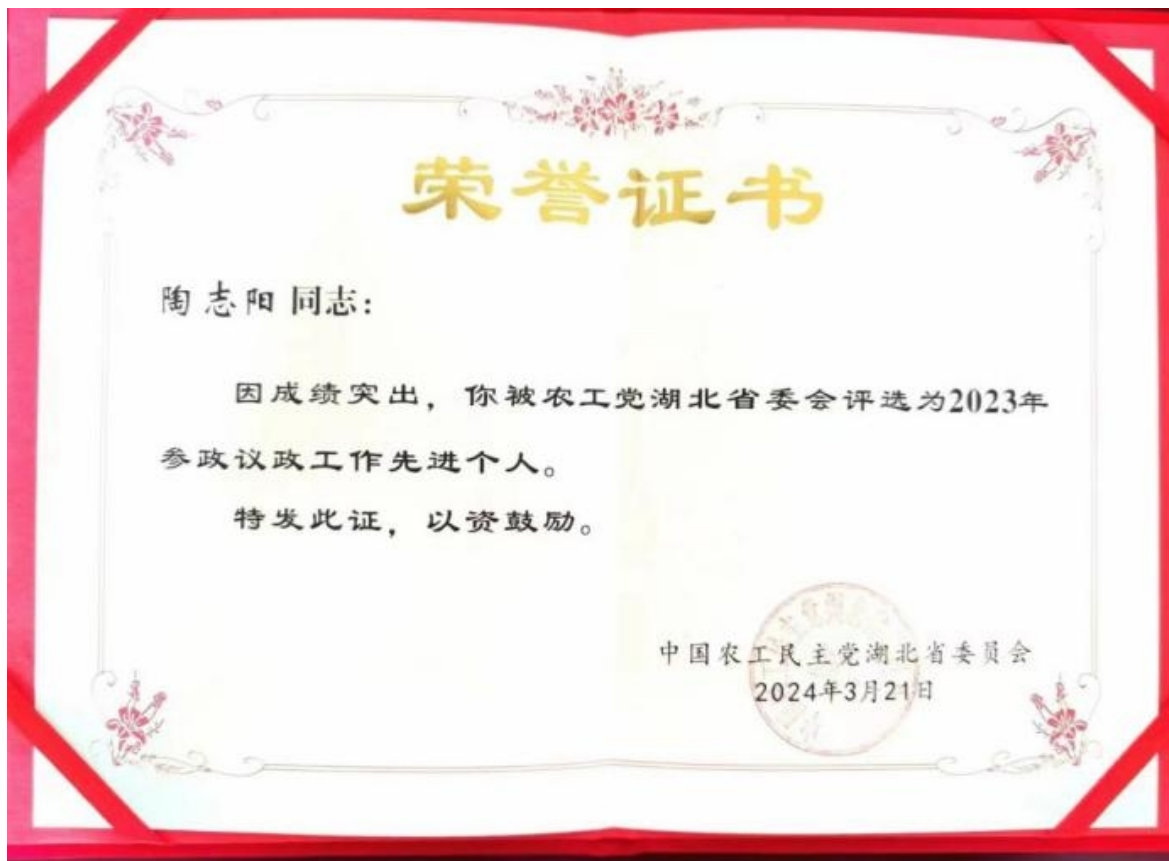 荣誉证书
陶志阳 同志：
因成绩突出，你被农工党湖北省委会评选为2023年
参政议政工作先进个人。
特发此证，以资鼓励。
中国农工民主党湖北省委员会
2024年3月21日